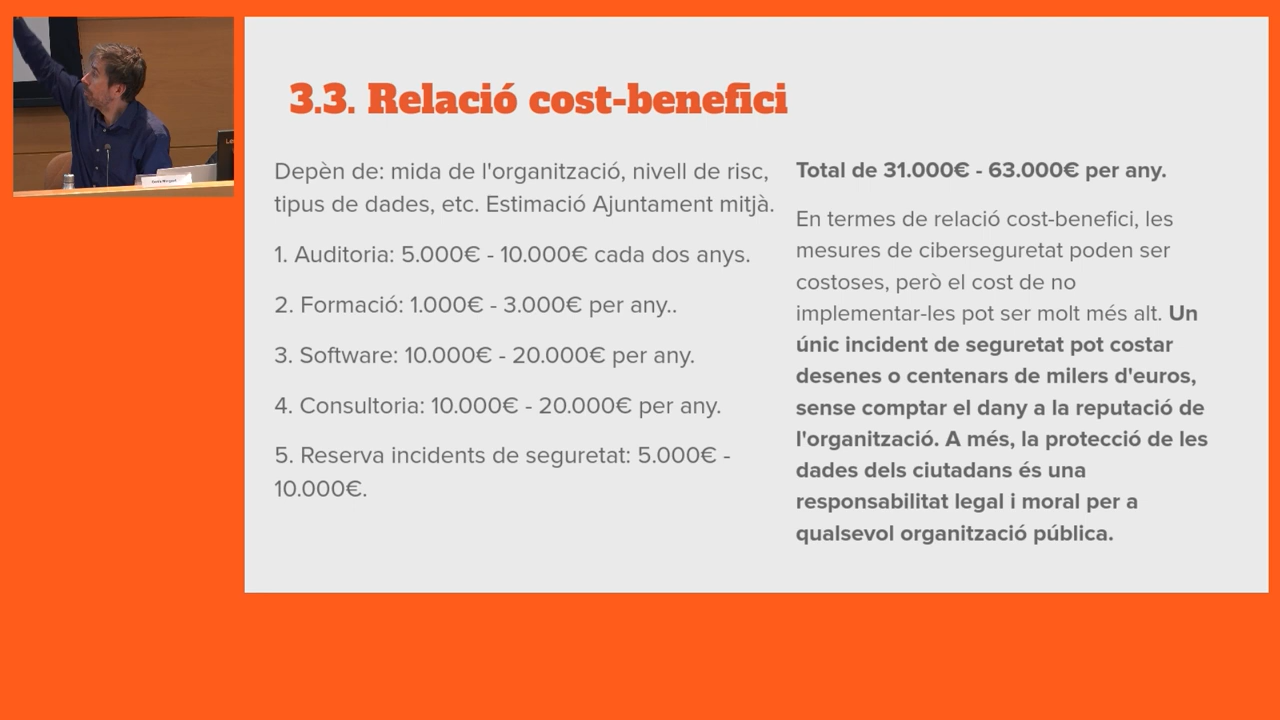 3.3. Relació cost-benefici
Depèn de: mida de l'organització, nivell de risc,
tipus de dades, etc. Estimació Ajuntament mitjà.
1. Auditoria: 5.000€ - 10.000€ cada dos anys.
2. Formació: 1.000€ - 3.000€ per any..
3. Software: 10.000€ - 20.000€ per any.
4. Consultoria: 10.000€ - 20.000€ per any.
5. Reserva incidents de seguretat: 5.000€ -
10.000€.
Total de 31.000€ - 63.000€ per any.
En termes de relació cost-benefici, les
mesures de ciberseguretat poden ser
costoses, però el cost de no
implementar-les pot ser molt més alt. Un
únic incident de seguretat pot costar
desenes o centenars de milers d'euros,
sense comptar el dany a la reputació de
l'organització. A més, la protecció de les
dades dels ciutadans és una
responsabilitat legal i moral per a
qualsevol organització pública.